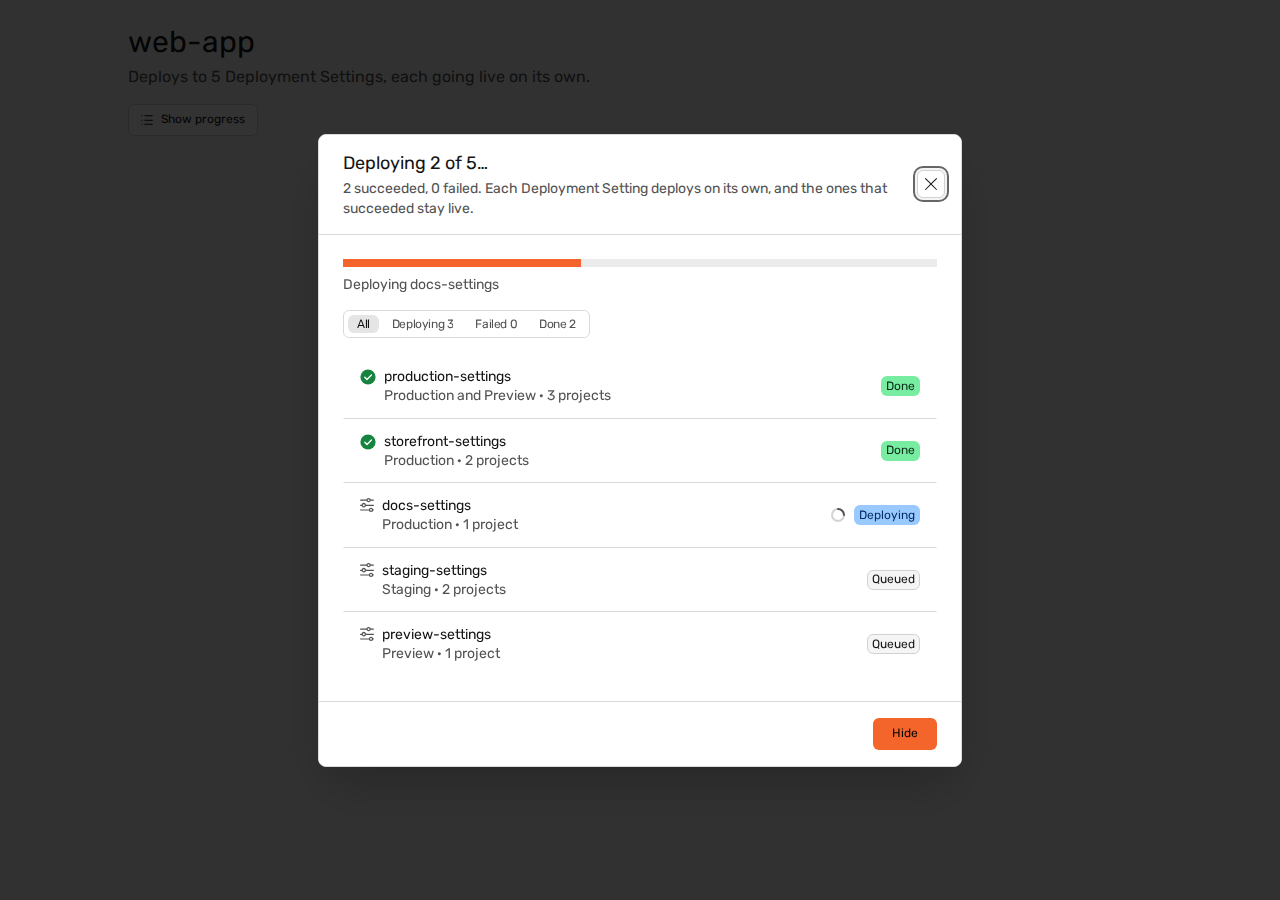 web-app
Deploys to 5 Deployment Settings, each going live on its own.
Show progress
Deploying 2 of 5…
2 succeeded, 0 failed. Each Deployment Setting deploys on its own, and the ones that
succeeded stay live.
Deploying docs-settings
All Deploying 3 Failed 0 Done 2
production-settings
Production and Preview • 3 projects
Done
storefront-settings
Production • 2 projects
Done
docs-settings
Production • 1 project
Deploying
staging-settings
Staging • 2 projects
Queued
preview-settings
Preview • 1 project
Queued
Hide